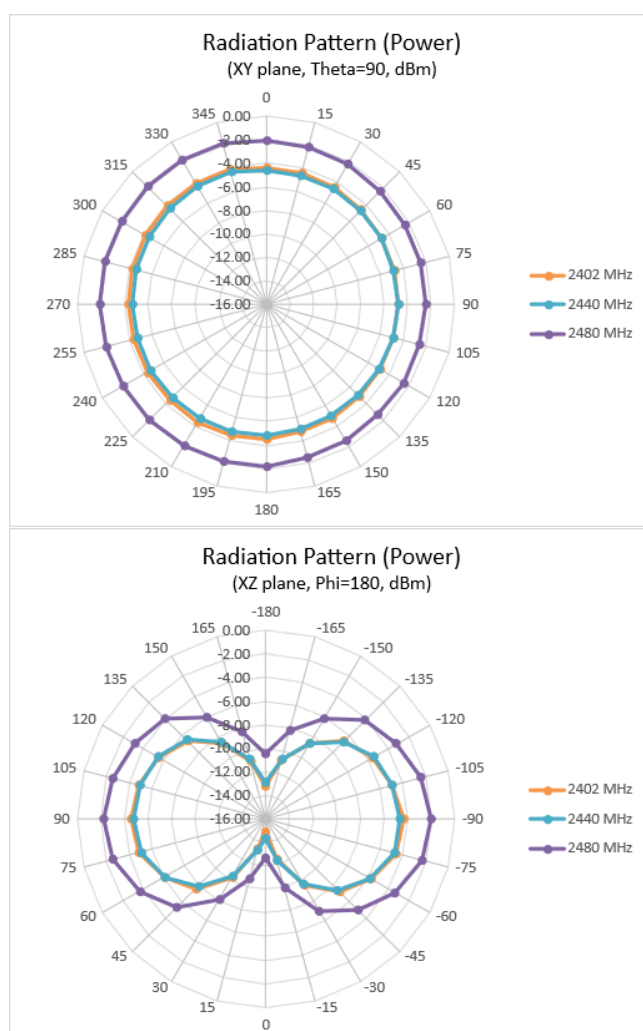 Radiation Pattern (Power)
(XY plane, Theta=90, dBm)
0
345 0.00 15
330 -2.00 30
315 -4.00 45
-6.00
300 -8.00 60
285 -10.00 75
-12.00
-14.00
270 -16.00 90
255 105
240 120
225 135
210 150
195 165
180
2402 MHz
2440 MHz
2480 MHz
Radiation Pattern (Power)
(XZ plane, Phi=180, dBm)
-180
165 0.00 -165
150 -2.00 -150
135 -4.00 -135
-6.00
120 -8.00 -120
105 -10.00 -105
-12.00
-14.00
90 -16.00 -90
75 -75
60 -60
45 -45
30 -30
15 -15
0
2402 MHz
2440 MHz
2480 MHz